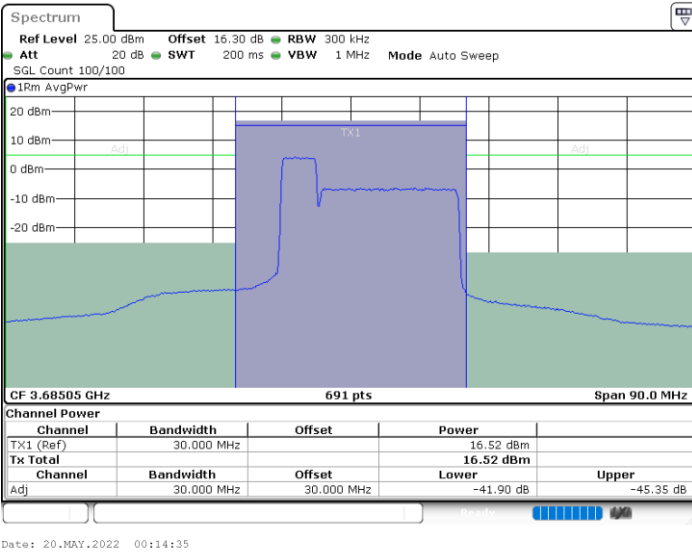 Spectrum
Ref Level 25.00 dBm Offset 16.30 dB RBW 300 kHz
Att 20 dB SWT 200 ms VBW 1 MHz Mode Auto Sweep
SGL Count 100/100
1Rm AvgPwr
20 dBm
TX1
10 dBm
Adj Adj
0 dBm
-10 dBm
-20 dBm
CF 3.68505 GHz 691 pts Span 90.0 MHz
Channel Power
Channel Bandwidth Offset Power
TX1 (Ref) 30.000 MHz 16.52 dBm
Tx Total 16.52 dBm
Channel Bandwidth Offset Lower Upper
Adj 30.000 MHz 30.000 MHz -41.90 dB -45.35 dB
Ready
Date: 20.MAY.2022 00:14:35